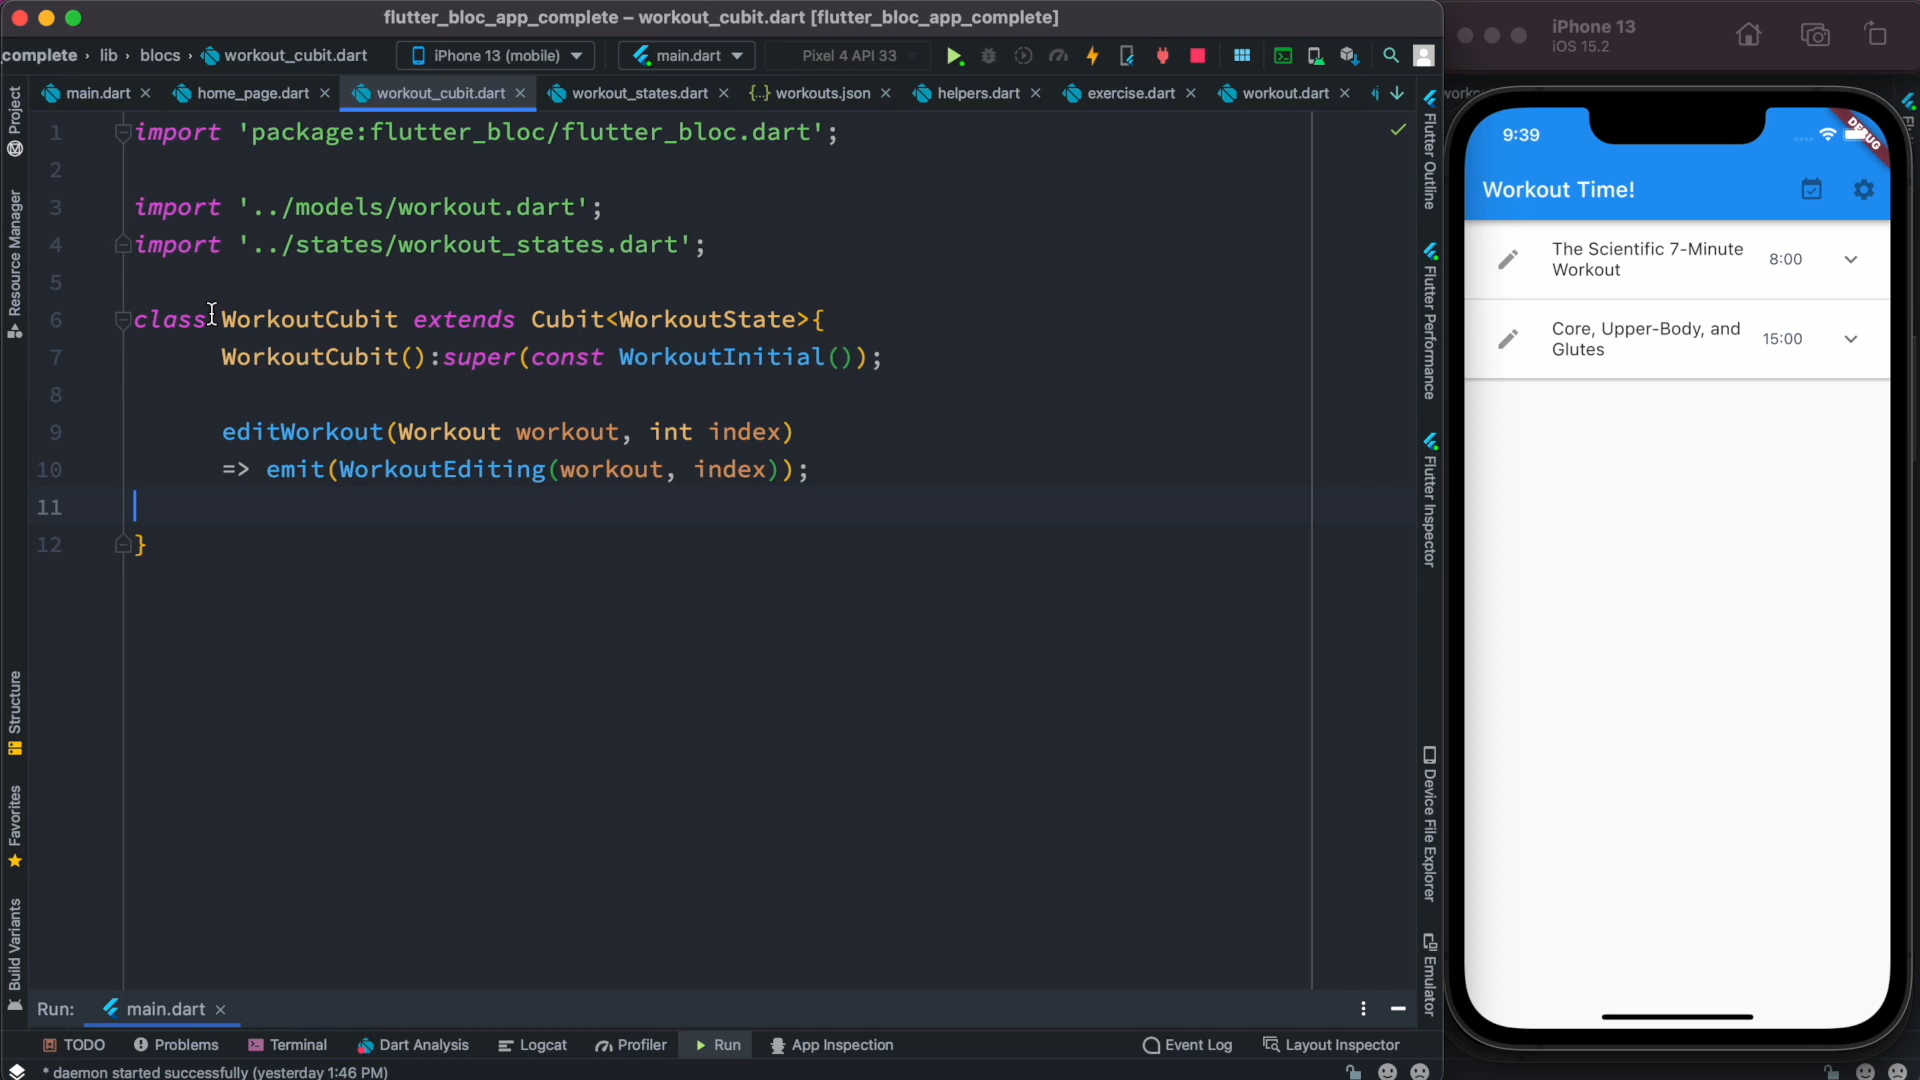 flutter_bloc_app_complete – workout_cubit.dart [flutter_bloc_app_complete]
complete › lib › blocs › workout_cubit.dart
iPhone 13 (mobile)
main.dart
Pixel 4 API 33
main.dart
home_page.dart
workout_cubit.dart
workout_states.dart
workouts.json
helpers.dart
exercise.dart
workout.dart
Project
Resource Manager
Structure
Favorites
Build Variants
1 import 'package:flutter_bloc/flutter_bloc.dart';
2
3 import '../models/workout.dart';
4 import '../states/workout_states.dart';
5
6 class WorkoutCubit extends Cubit<WorkoutState>{
7 WorkoutCubit():super(const WorkoutInitial());
8
9 editWorkout(Workout workout, int index)
10 => emit(WorkoutEditing(workout, index));
11
12 }
Flutter Outline
Flutter Performance
Flutter Inspector
Device File Explorer
Emulator
Run: main.dart
TODO
Problems
Terminal
Dart Analysis
Logcat
Profiler
Run
App Inspection
Event Log
Layout Inspector
* daemon started successfully (yesterday 1:46 PM)
iPhone 13
iOS 15.2
9:39
DEBUG
Workout Time!
The Scientific 7-Minute
Workout
8:00
Core, Upper-Body, and
Glutes
15:00